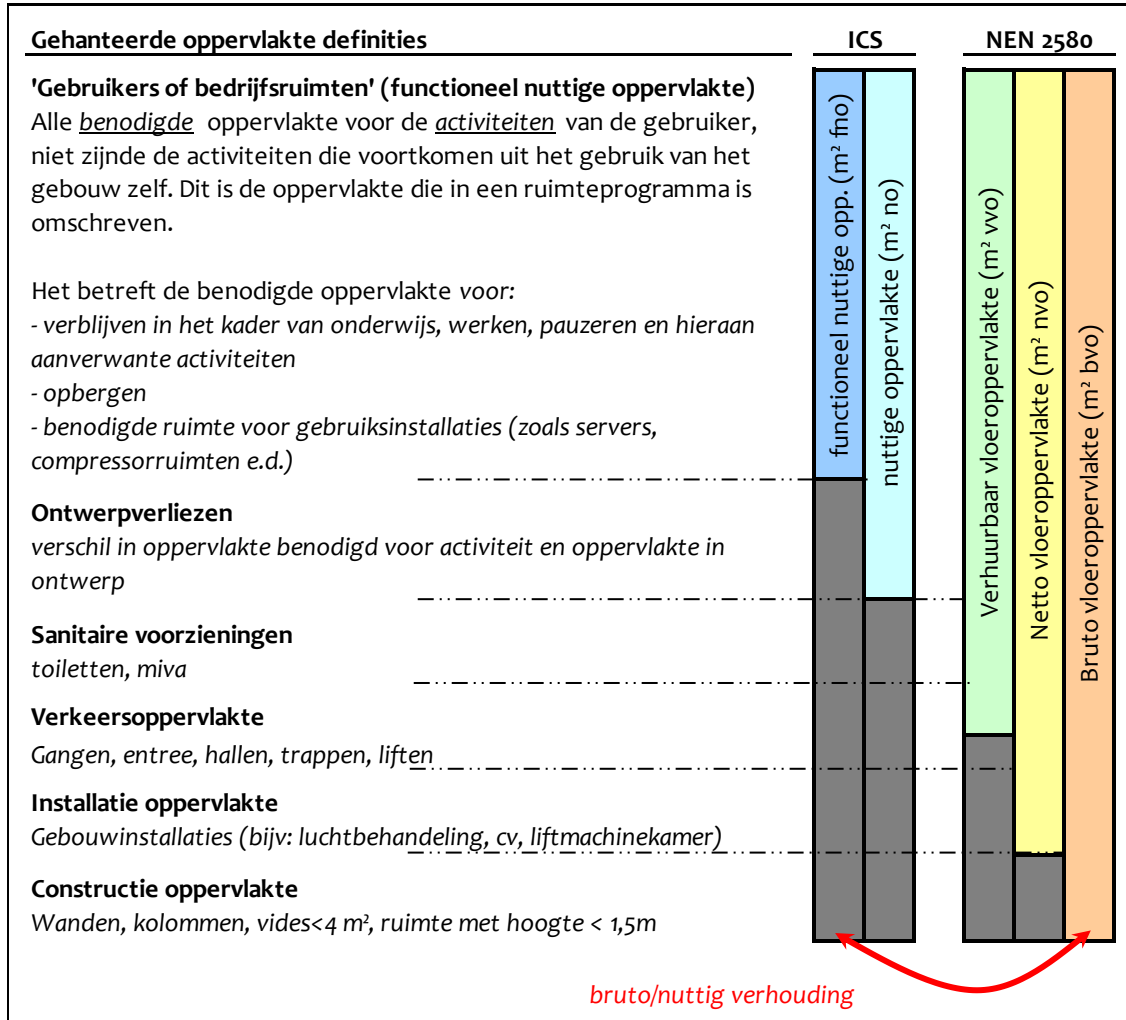 Gehanteerde oppervlakte definities
ICS
NEN 2580
'Gebruikers of bedrijfsruimten' (functioneel nuttige oppervlakte)
Alle benodigde oppervlakte voor de activiteiten van de gebruiker,
niet zijnde de activiteiten die voortkomen uit het gebruik van het
gebouw zelf. Dit is de oppervlakte die in een ruimteprogramma is
omschreven.
Het betreft de benodigde oppervlakte voor:
- verblijven in het kader van onderwijs, werken, pauzeren en hieraan
aanverwante activiteiten
- opbergen
- benodigde ruimte voor gebruiksinstallaties (zoals servers,
compressorruimten e.d.)
Ontwerpverliezen
verschil in oppervlakte benodigd voor activiteit en oppervlakte in
ontwerp
Sanitaire voorzieningen
toiletten, miva
Verkeersoppervlakte
Gangen, entree, hallen, trappen, liften
Installatie oppervlakte
Gebouwinstallaties (bijv: luchtbehandeling, cv, liftmachinekamer)
Constructie oppervlakte
Wanden, kolommen, vides<4 m², ruimte met hoogte < 1,5m
functioneel nuttige opp. (m² fno)
nuttige oppervlakte (m² no)
Verhuurbaar vloeroppervlakte (m² vvo)
Netto vloeroppervlakte (m² nvo)
Bruto vloeroppervlakte (m² bvo)
bruto/nuttig verhouding